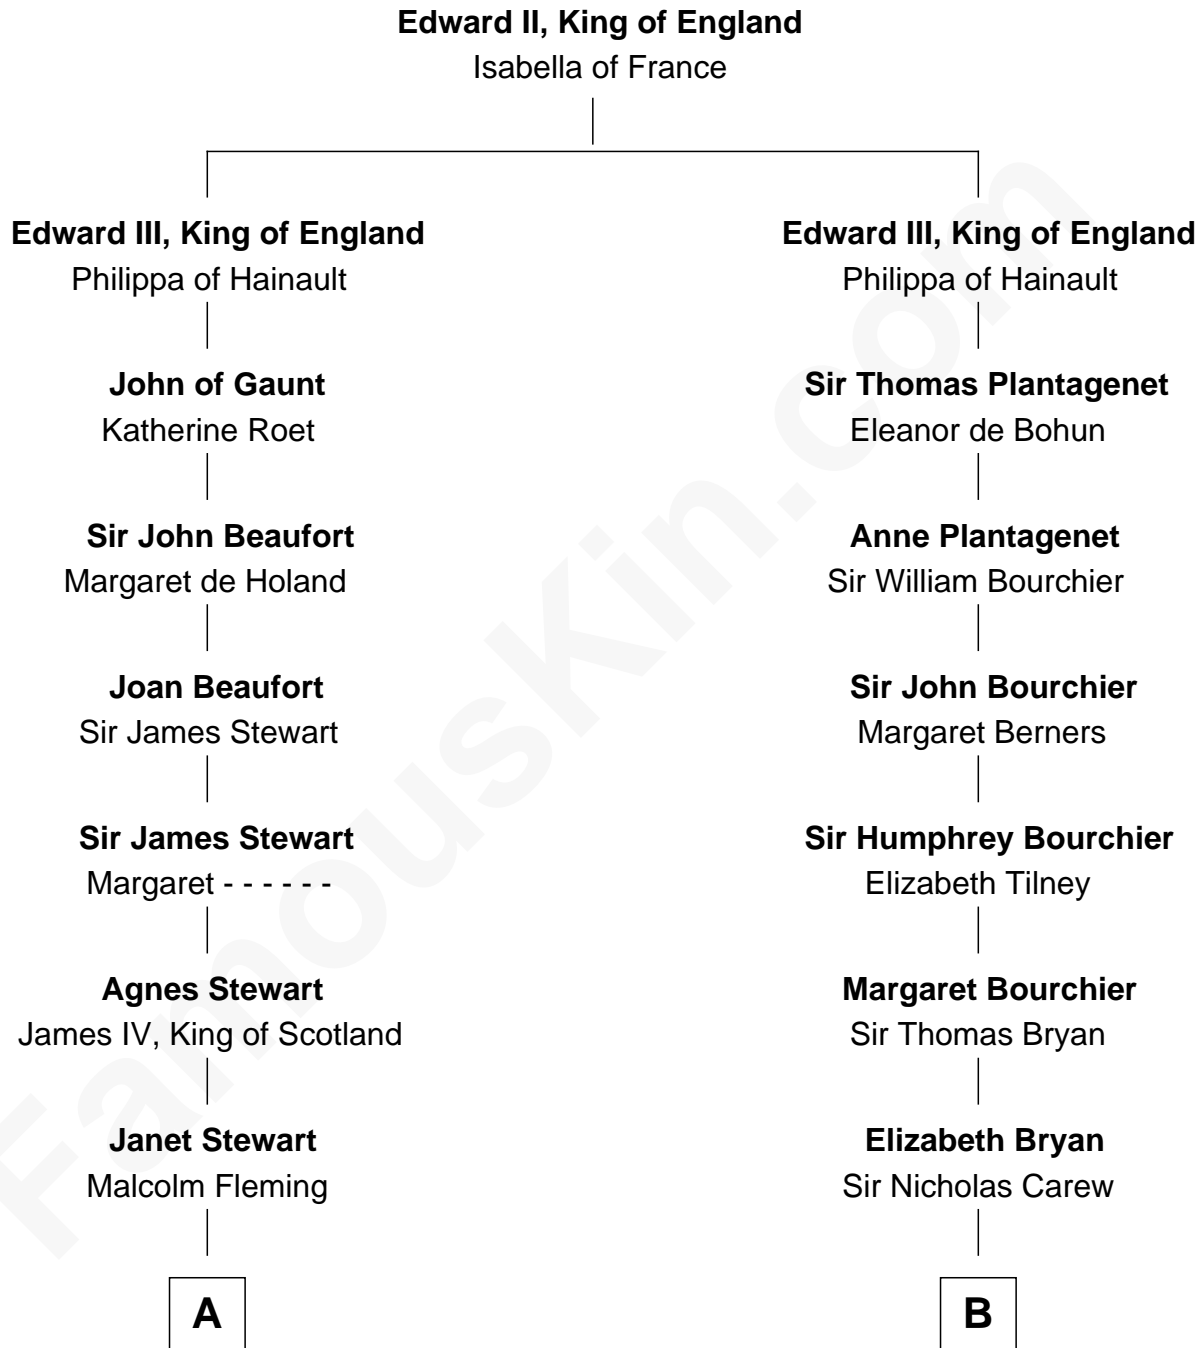 Edward II, King of England
Isabella of France
Edward III, King of England
Philippa of Hainault
John of Gaunt
Katherine Roet
Sir John Beaufort
Margaret de Holand
Joan Beaufort
Sir James Stewart
Sir James Stewart
Margaret - - - - - -
Agnes Stewart
James IV, King of Scotland
Janet Stewart
Malcolm Fleming
A
Edward III, King of England
Philippa of Hainault
Sir Thomas Plantagenet
Eleanor de Bohun
Anne Plantagenet
Sir William Bourchier
Sir John Bourchier
Margaret Berners
Sir Humphrey Bourchier
Elizabeth Tilney
Margaret Bourchier
Sir Thomas Bryan
Elizabeth Bryan
Sir Nicholas Carew
B
FamousKin.com